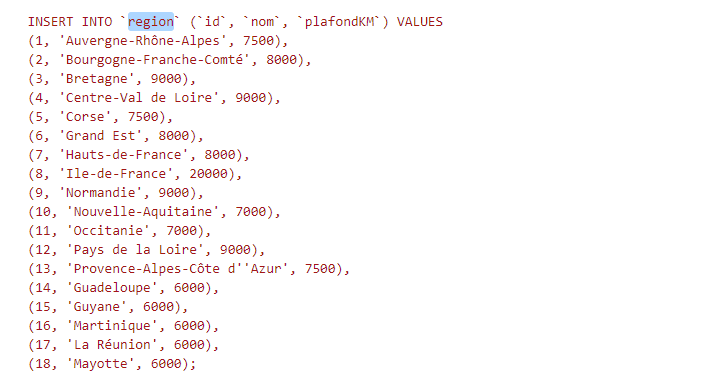 INSERT INTO `region` (`id`, `nom`, `plafondKM`) VALUES
(1, 'Auvergne-Rhône-Alpes', 7500),
(2, 'Bourgogne-Franche-Comté', 8000),
(3, 'Bretagne', 9000),
(4, 'Centre-Val de Loire', 9000),
(5, 'Corse', 7500),
(6, 'Grand Est', 8000),
(7, 'Hauts-de-France', 8000),
(8, 'Ile-de-France', 20000),
(9, 'Normandie', 9000),
(10, 'Nouvelle-Aquitaine', 7000),
(11, 'Occitanie', 7000),
(12, 'Pays de la Loire', 9000),
(13, 'Provence-Alpes-Côte d''Azur', 7500),
(14, 'Guadeloupe', 6000),
(15, 'Guyane', 6000),
(16, 'Martinique', 6000),
(17, 'La Réunion', 6000),
(18, 'Mayotte', 6000);